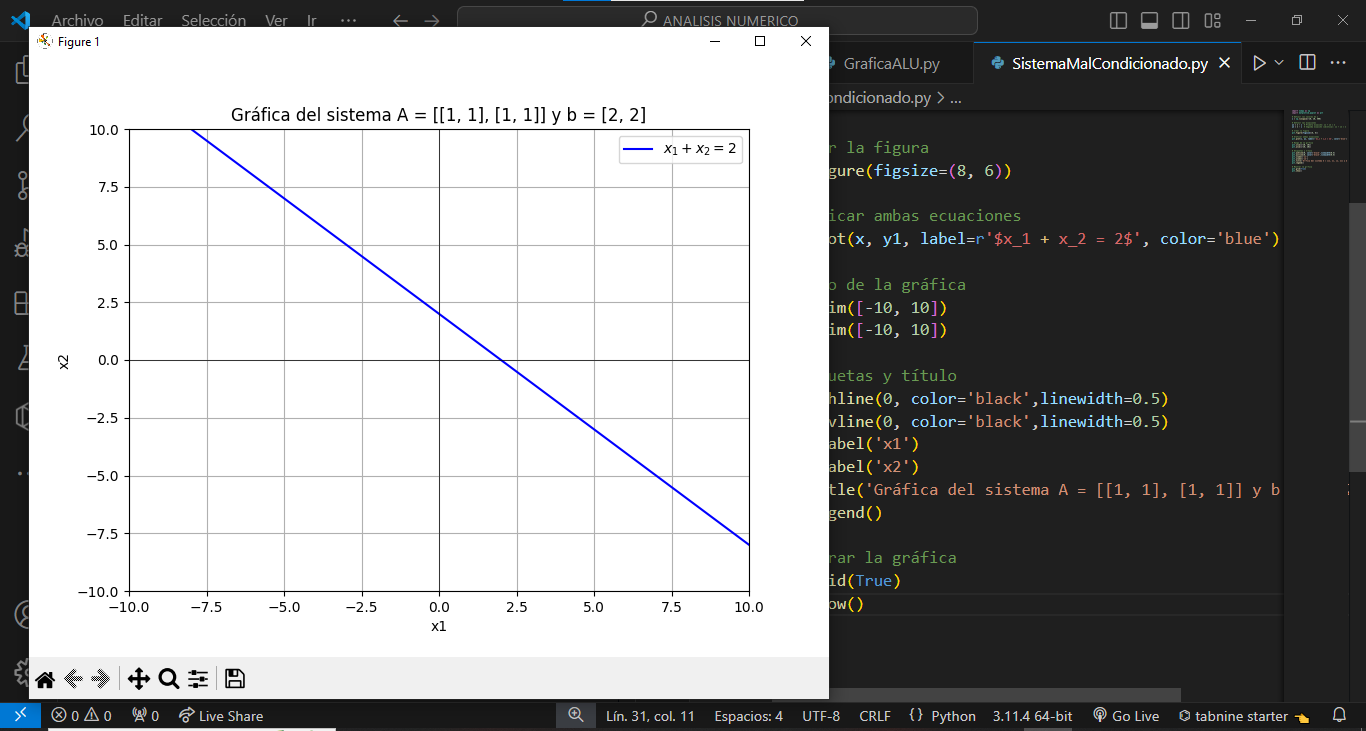 Archivo Editar Selección Ver Ir ··· ANALISIS NUMERICO
Figure 1
GraficaALU.py SistemaMalCondicionado.py
ondicionado.py > ...
Gráfica del sistema A = [[1, 1], [1, 1]] y b = [2, 2]
x₁ + x₂ = 2
10.0
7.5
5.0
2.5
0.0
−2.5
−5.0
−7.5
−10.0
x2
−10.0 −7.5 −5.0 −2.5 0.0 2.5 5.0 7.5 10.0
x1
r la figura
gure(figsize=(8, 6))
icar ambas ecuaciones
ot(x, y1, label=r'$x_1 + x_2 = 2$', color='blue')
o de la gráfica
im([-10, 10])
im([-10, 10])
uetas y título
hline(0, color='black',linewidth=0.5)
vline(0, color='black',linewidth=0.5)
abel('x1')
abel('x2')
tle('Gráfica del sistema A = [[1, 1], [1, 1]] y b
gend()
rar la gráfica
id(True)
ow()
0 0 0 Live Share Lín. 31, col. 11 Espacios: 4 UTF-8 CRLF {} Python 3.11.4 64-bit Go Live tabnine starter